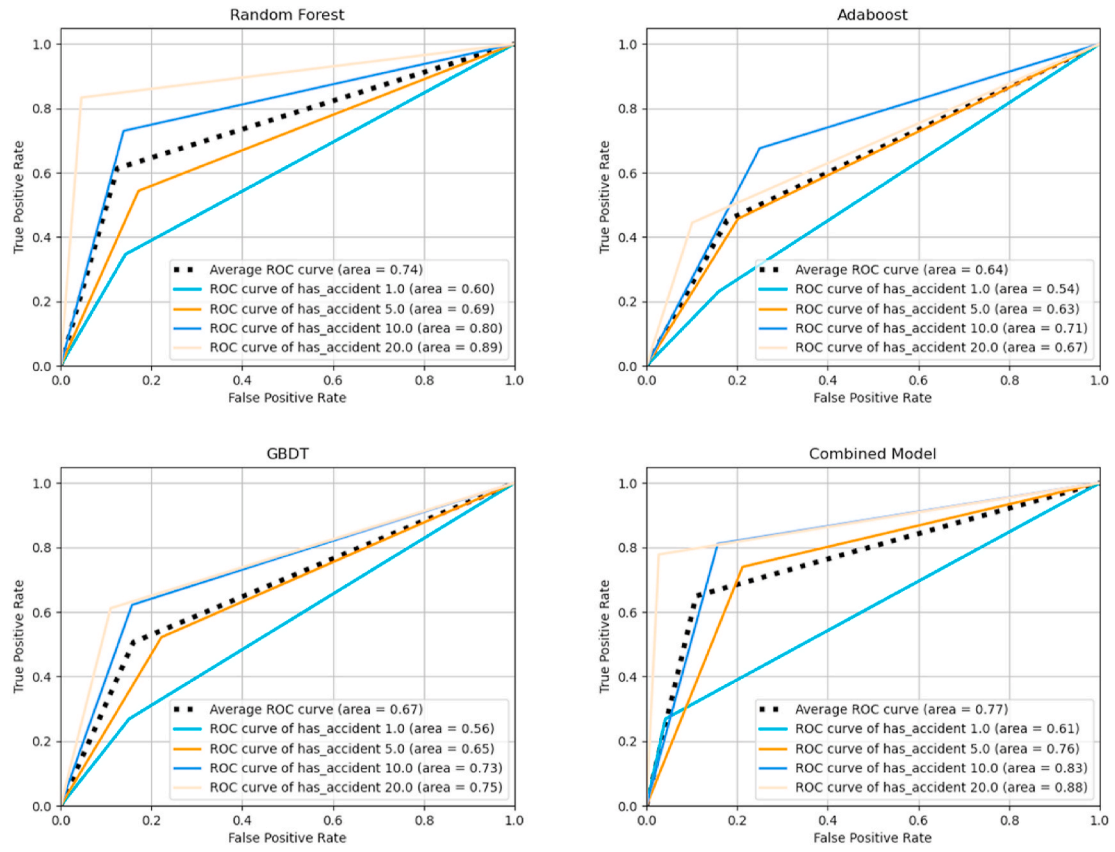 Random Forest
1.0
0.8
0.6
0.4
0.2
0.0
True Positive Rate
Average ROC curve (area = 0.74)
ROC curve of has_accident 1.0 (area = 0.60)
ROC curve of has_accident 5.0 (area = 0.69)
ROC curve of has_accident 10.0 (area = 0.80)
ROC curve of has_accident 20.0 (area = 0.89)
0.0 0.2 0.4 0.6 0.8 1.0
False Positive Rate
Adaboost
1.0
0.8
0.6
0.4
0.2
0.0
True Positive Rate
Average ROC curve (area = 0.64)
ROC curve of has_accident 1.0 (area = 0.54)
ROC curve of has_accident 5.0 (area = 0.63)
ROC curve of has_accident 10.0 (area = 0.71)
ROC curve of has_accident 20.0 (area = 0.67)
0.0 0.2 0.4 0.6 0.8 1.0
False Positive Rate
GBDT
1.0
0.8
0.6
0.4
0.2
0.0
True Positive Rate
Average ROC curve (area = 0.67)
ROC curve of has_accident 1.0 (area = 0.56)
ROC curve of has_accident 5.0 (area = 0.65)
ROC curve of has_accident 10.0 (area = 0.73)
ROC curve of has_accident 20.0 (area = 0.75)
0.0 0.2 0.4 0.6 0.8 1.0
False Positive Rate
Combined Model
1.0
0.8
0.6
0.4
0.2
0.0
True Positive Rate
Average ROC curve (area = 0.77)
ROC curve of has_accident 1.0 (area = 0.61)
ROC curve of has_accident 5.0 (area = 0.76)
ROC curve of has_accident 10.0 (area = 0.83)
ROC curve of has_accident 20.0 (area = 0.88)
0.0 0.2 0.4 0.6 0.8 1.0
False Positive Rate